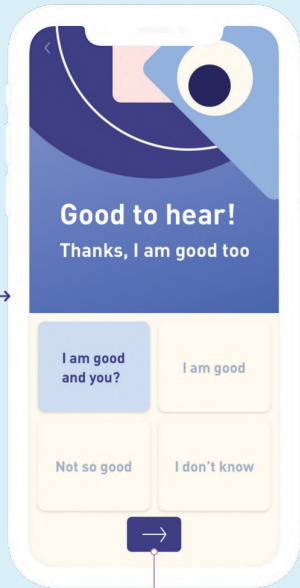 Good to hear!
Thanks, I am good too
I am good
and you?
I am good
Not so good
I don't know